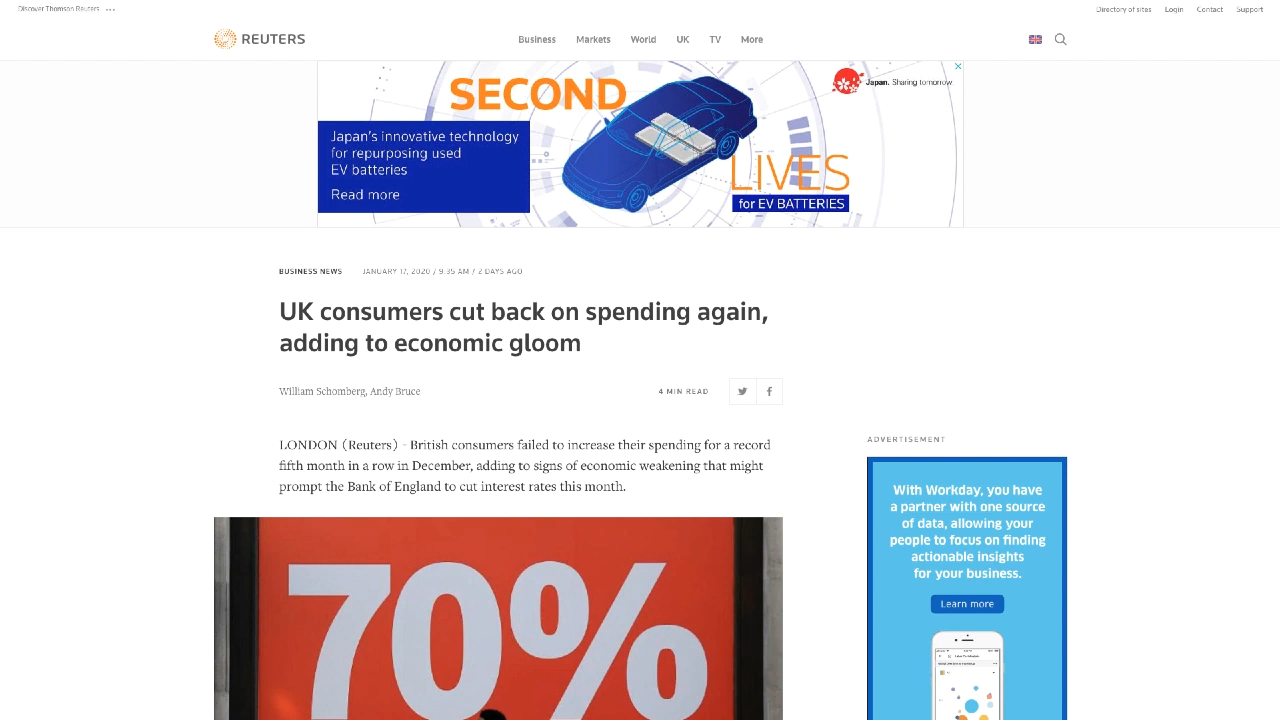 Discover Thomson Reuters ...
Directory of sites Login Contact Support
REUTERS
Business Markets World UK TV More
SECOND
Japan. Sharing tomorrow.
Japan's innovative technology
for repurposing used
EV batteries
Read more
LIVES
for EV BATTERIES
BUSINESS NEWS JANUARY 17, 2020 / 9:35 AM / 2 DAYS AGO
UK consumers cut back on spending again,
adding to economic gloom
William Schomberg, Andy Bruce
4 MIN READ
LONDON (Reuters) - British consumers failed to increase their spending for a record
fifth month in a row in December, adding to signs of economic weakening that might
prompt the Bank of England to cut interest rates this month.
70%
ADVERTISEMENT
With Workday, you have
a partner with one source
of data, allowing your
people to focus on finding
actionable insights
for your business.
Learn more